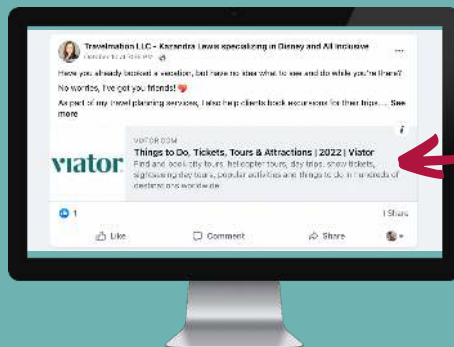 Travelmation LLC - Kazandra Lewis specializing in Disney and All Inclusive
Have you already booked a vacation, but have no idea what to see and do while you're there?
No worries, I've got you friends!
As part of my travel planning services, I also help clients book excursions for their trips.... See
more
VIATOR.COM
viator
Things to Do, Tickets, Tours & Attractions | 2022 | Viator
Find and book city tours, helicopter tours, day trips, show tickets,
sightseeing day tours, popular activities and things to do in hundreds of
destinations worldwide
1
1 Share
Like
Comment
Share